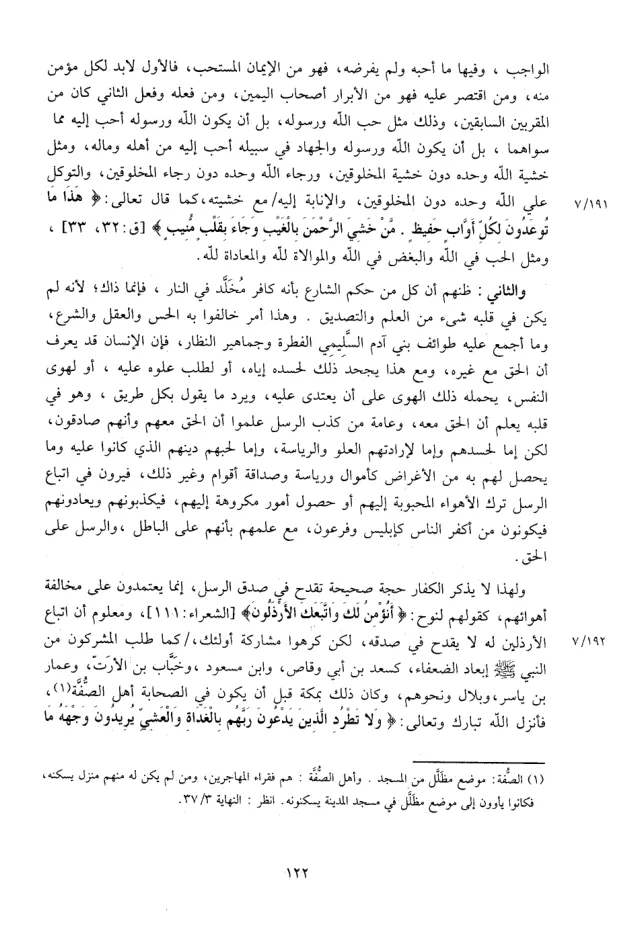 الواجب ، وفيها ما أحبه ولم يفرضه، فهو من الإيمان المستحب، فالأول لابد لكل مؤمن
منه، ومن اقتصر عليه فهو من الأبرار أصحاب اليمين، ومن فعله وفعل الثاني كان من
المقربين السابقين، وذلك مثل حب الله ورسوله، بل أن يكون الله ورسوله أحب إليه مما
سواهما ، بل أن يكون الله ورسوله والجهاد في سبيله أحب إليه من أهله وماله، ومثل
خشية الله وحده دون خشية المخلوقين، ورجاء الله وحده دون رجاء المخلوقين، والتوكل
علي الله وحده دون المخلوقين، والإنابة إليه/ مع خشيته،كما قال تعالى:﴿ هَذَا مَا
٧/١٩١
تُوعَدُونَ لِكُلِّ أَوَّابٍ حَفِيظٍ . مَّنْ خَشِيَ الرَّحْمَنَ بِالْغَيْبِ وَجَاءَ بِقَلْبٍ مُّنِيبٍ ﴾ [ق:٣٢، ٣٣] ،
ومثل الحب في الله والبغض في الله والموالاة لله والمعاداة لله.
والثاني : ظنهم أن كل من حكم الشارع بأنه كافر مُخَلَّد في النار ، فإنما ذاك؛ لأنه لم
يكن في قلبه شىء من العلم والتصديق . وهذا أمر خالفوا به الحس والعقل والشرع،
وما أجمع عليه طوائف بني آدم السَّلِيمي الفطرة وجماهير النظار، فإن الإنسان قد يعرف
أن الحق مع غيره، ومع هذا يجحد ذلك لحسده إياه، أو لطلب علوه عليه ، أو لهوى
النفس، يحمله ذلك الهوى على أن يعتدى عليه، ويرد ما يقول بكل طريق ، وهو في
قلبه يعلم أن الحق معه، وعامة من كذب الرسل علموا أن الحق معهم وأنهم صادقون،
لكن إما لحسدهم وإما لإرادتهم العلو والرياسة، وإما لحبهم دينهم الذي كانوا عليه وما
يحصل لهم به من الأغراض كأموال ورياسة وصداقة أقوام وغير ذلك، فيرون في اتباع
الرسل ترك الأهواء المحبوبة إليهم أو حصول أمور مكروهة إليهم، فيكذبونهم ويعادونهم
فيكونون من أكفر الناس كإبليس وفرعون، مع علمهم بأنهم على الباطل ،والرسل على
الحق.
ولهذا لا يذكر الكفار حجة صحيحة تقدح في صدق الرسل، إنما يعتمدون على مخالفة
أهوائهم، كقولهم لنوح:﴿ أَنُؤْمِنُ لَكَ وَاتَّبَعَكَ الأَرْذَلُونَ﴾ [الشعراء:١١١]، ومعلوم أن اتباع
الأرذلين له لا يقدح في صدقه، لكن كرهوا مشاركة أولئك،/كما طلب المشركون من
٧/١٩٢
النبي ﷺ إبعاد الضعفاء، كسعد بن أبي وقاص، وابن مسعود ،وخَبَّاب بن الأرَتّ، وعمار
بن ياسر،وبلال ونحوهم، وكان ذلك بمكة قبل أن يكون في الصحابة أهل الصُّفَّة(١)،
فأنزل الله تبارك وتعالى:﴿ وَلا تَطْرُدِ الَّذِينَ يَدْعُونَ رَبَّهُم بِالْغَدَاةِ وَالْعَشِيِّ يُرِيدُونَ وَجْهَهُ مَا
(١) الصُّفَّة: موضع مظَلَّل من المسجد . وأهل الصُّفَّة : هم فقراء المهاجرين، ومن لم يكن له منهم منزل يسكنه،
فكانوا يأوون إلى موضع مظَلَّل في مسجد المدينة يسكنونه. انظر : النهاية ٣٧/٣.
١٢٢